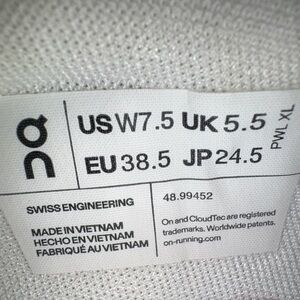 US W7.5 UK 5.5
EU 38.5 JP 24.5
PWL XL
SWISS ENGINEERING
MADE IN VIETNAM
HECHO EN VIETNAM
FABRIQUÉ AU VIETNAM
48.99452
On and CloudTec are registered
trademarks. Worldwide patents.
on-running.com